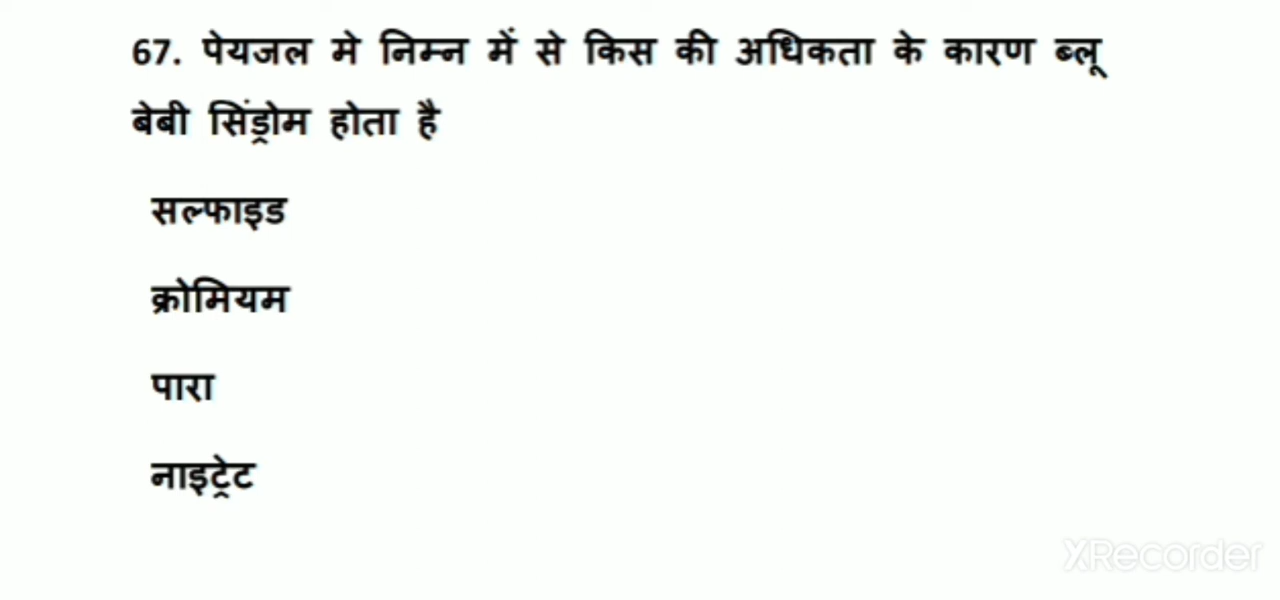 67. पेयजल मे निम्न में से किस की अधिकता के कारण ब्लू
बेबी सिंड्रोम होता है
सल्फाइड
क्रोमियम
पारा
नाइट्रेट
XRecorder